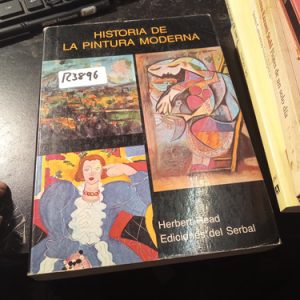 HISTORIA DE
LA PINTURA MODERNA
R3896
Herbert Read
Ediciones del Serbal